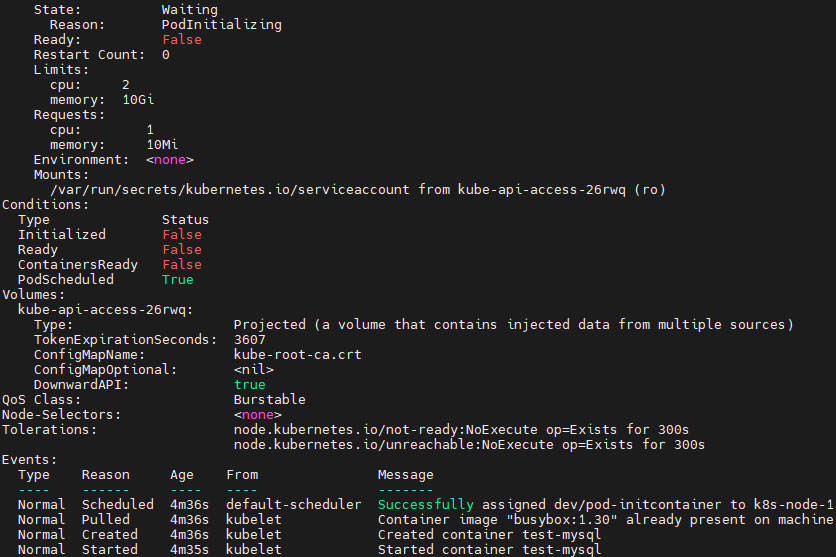 State:          Waiting
      Reason:       PodInitializing
    Ready:          False
    Restart Count:  0
    Limits:
      cpu:     2
      memory:  10Gi
    Requests:
      cpu:        1
      memory:     10Mi
    Environment:  <none>
    Mounts:
      /var/run/secrets/kubernetes.io/serviceaccount from kube-api-access-26rwq (ro)
Conditions:
  Type              Status
  Initialized       False
  Ready             False
  ContainersReady   False
  PodScheduled      True
Volumes:
  kube-api-access-26rwq:
    Type:                    Projected (a volume that contains injected data from multiple sources)
    TokenExpirationSeconds:  3607
    ConfigMapName:           kube-root-ca.crt
    ConfigMapOptional:       <nil>
    DownwardAPI:             true
QoS Class:                   Burstable
Node-Selectors:              <none>
Tolerations:                 node.kubernetes.io/not-ready:NoExecute op=Exists for 300s
                             node.kubernetes.io/unreachable:NoExecute op=Exists for 300s
Events:
  Type    Reason     Age    From               Message
  ----    ------     ----   ----               -------
  Normal  Scheduled  4m36s  default-scheduler  Successfully assigned dev/pod-initcontainer to k8s-node-1
  Normal  Pulled     4m36s  kubelet            Container image "busybox:1.30" already present on machine
  Normal  Created    4m36s  kubelet            Created container test-mysql
  Normal  Started    4m35s  kubelet            Started container test-mysql